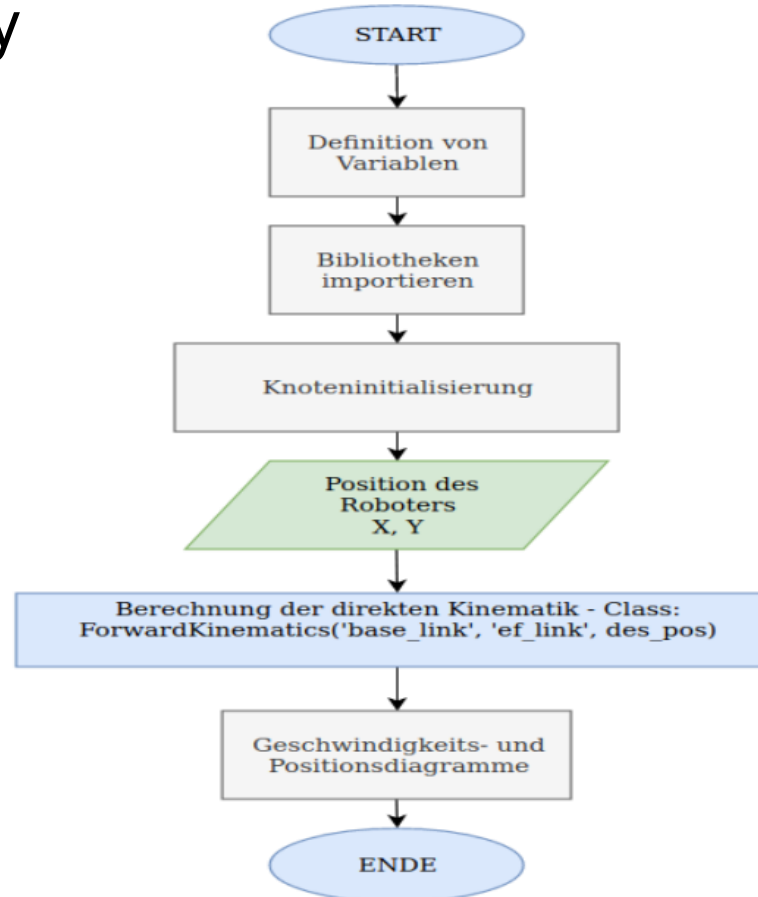 y
START
Definition von
Variablen
Bibliotheken
importieren
Knoteninitialisierung
Position des
Roboters
X, Y
Berechnung der direkten Kinematik - Class:
ForwardKinematics('base_link', 'ef_link', des_pos)
Geschwindigkeits- und
Positionsdiagramme
ENDE